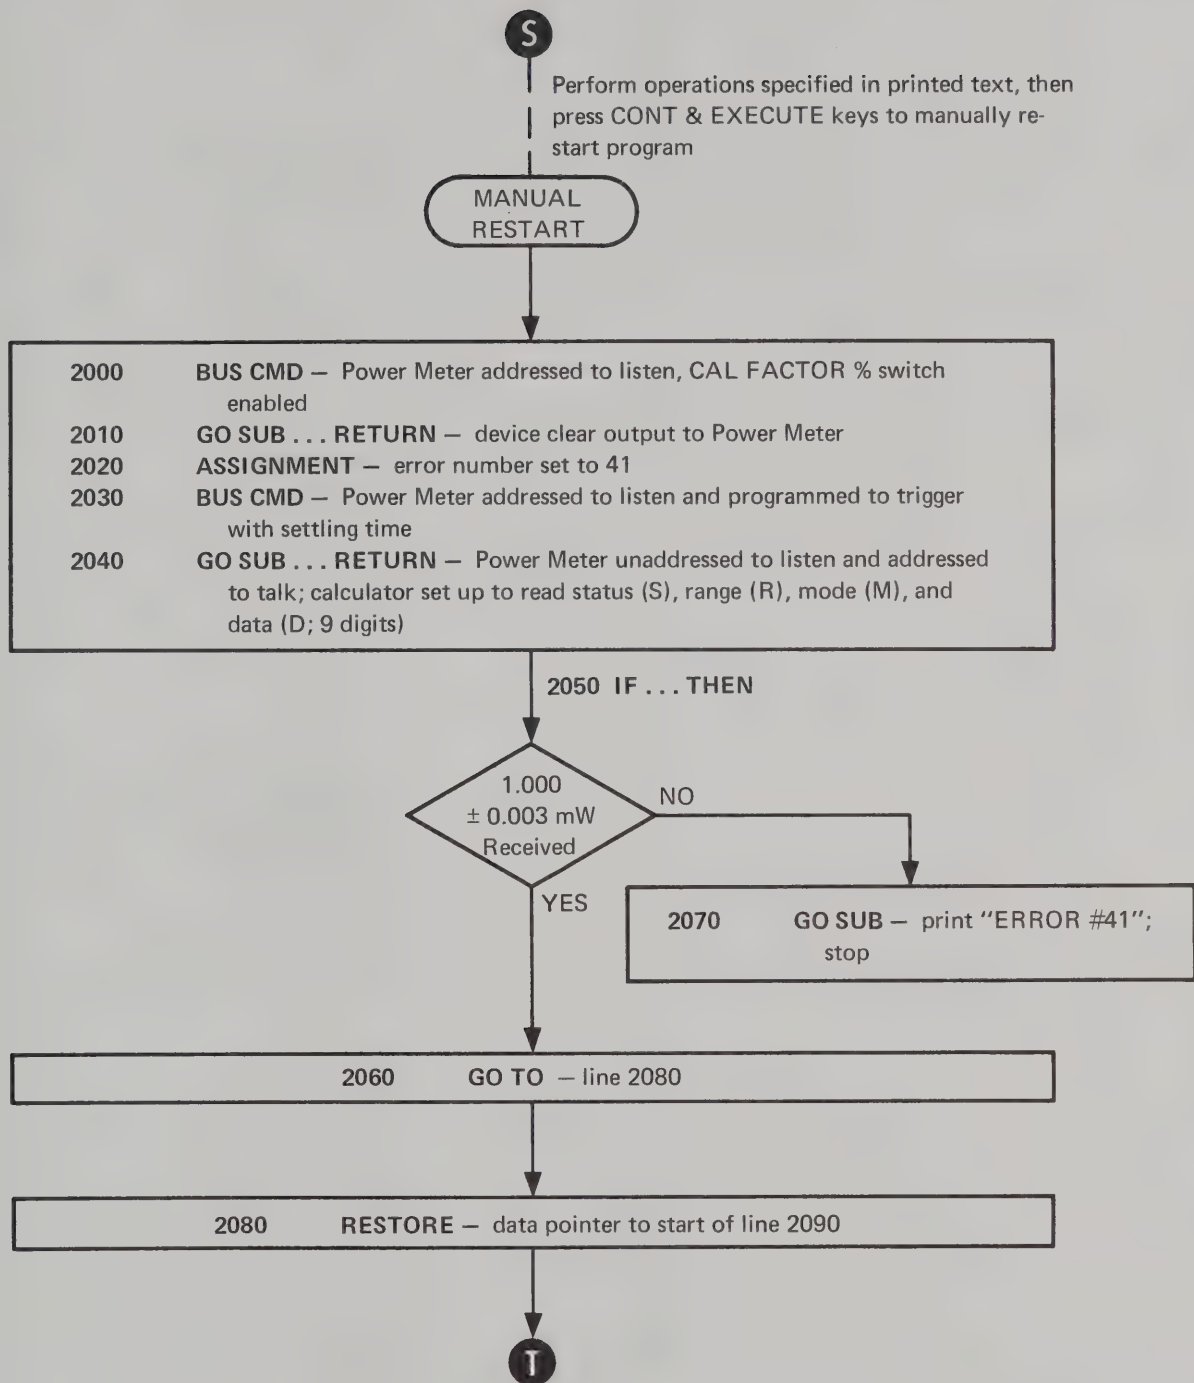 S
Perform operations specified in printed text, then
press CONT & EXECUTE keys to manually re-
start program
MANUAL
RESTART
2000 BUS CMD — Power Meter addressed to listen, CAL FACTOR % switch
enabled
2010 GO SUB ... RETURN — device clear output to Power Meter
2020 ASSIGNMENT — error number set to 41
2030 BUS CMD — Power Meter addressed to listen and programmed to trigger
with settling time
2040 GO SUB ... RETURN — Power Meter unaddressed to listen and addressed
to talk; calculator set up to read status (S), range (R), mode (M), and
data (D; 9 digits)
2050 IF ... THEN
1.000
± 0.003 mW
Received
NO
YES
2070 GO SUB — print “ERROR #41”;
stop
2060 GO TO — line 2080
2080 RESTORE — data pointer to start of line 2090
T